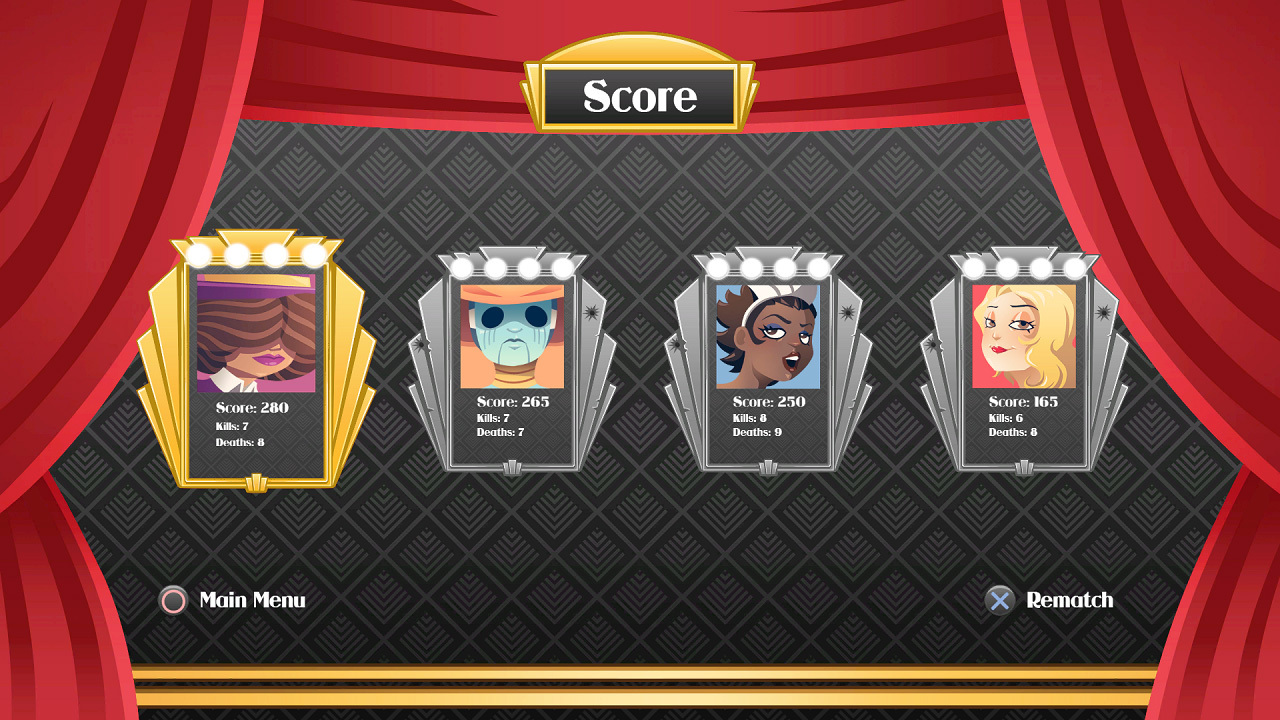 Score
Score: 280
Kills: 7
Deaths: 8
Score: 265
Kills: 7
Deaths: 7
Score: 250
Kills: 8
Deaths: 9
Score: 165
Kills: 6
Deaths: 8
Main Menu
Rematch